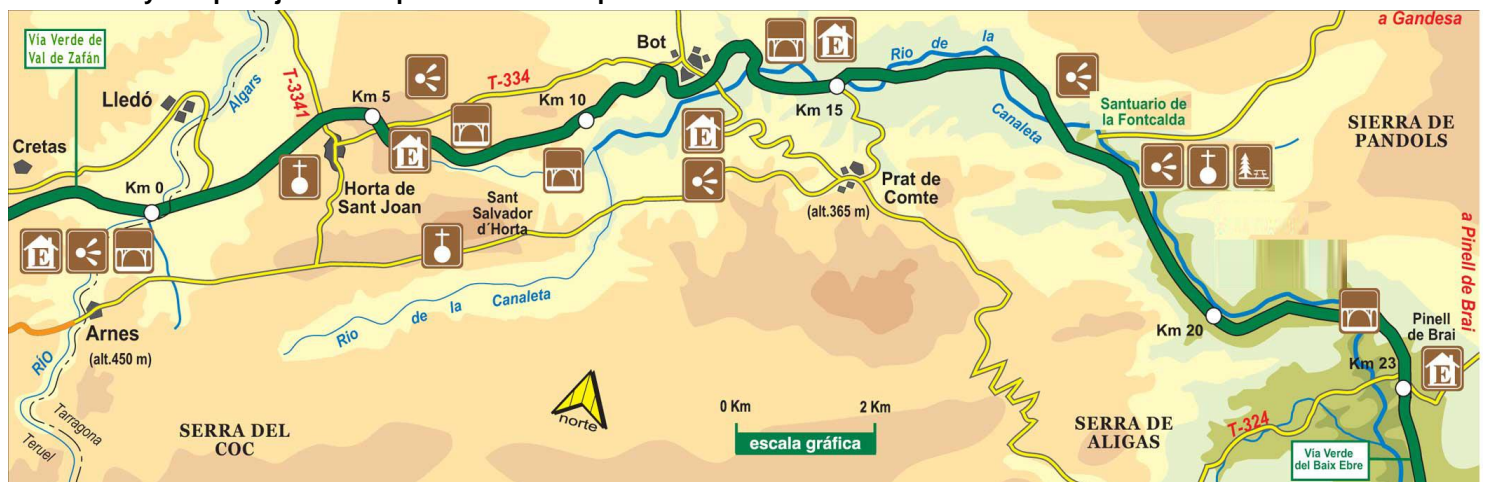 Vía Verde de
Val de Zafán
Cretas
Lledó
Algars
Km 0
T-3341
Km 5
T-334
Horta de
Sant Joan
E
E
Arnes
(alt.450 m)
RÍO
Tarragona
Teruel
SERRA DEL
COC
Sant
Salvador
d´Horta
Rio de la Canaleta
norte
Km 10
Bot
E
E
Km 15
Prat de
Comte
(alt.365 m)
0 Km 2 Km
escala gráfica
Rio de la
Canaleta
a Gandesa
Santuario de
la Fontcalda
SIERRA DE
PANDOLS
a Pinell de Brai
Km 20
Pinell
de Brai
Km 23
E
SERRA DE
ALIGAS
T-324
Vía Verde
del Baix Ebre